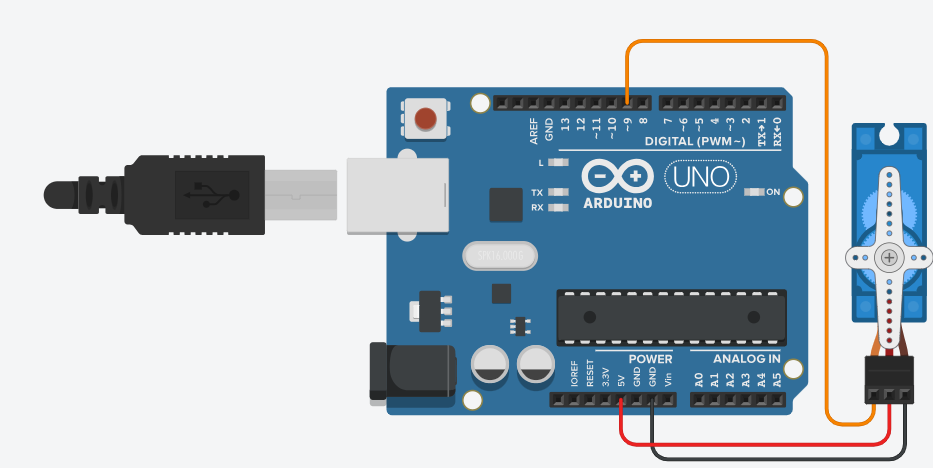 AREF
GND
13
12
~11
~10
~9
8
7
~6
~5
4
~3
2
TX→1
RX←0
DIGITAL (PWM~)
L
TX
RX
UNO
ON
ARDUINO
POWER
ANALOG IN
IOREF
RESET
3.3V
5V
GND
GND
Vin
A0
A1
A2
A3
A4
A5